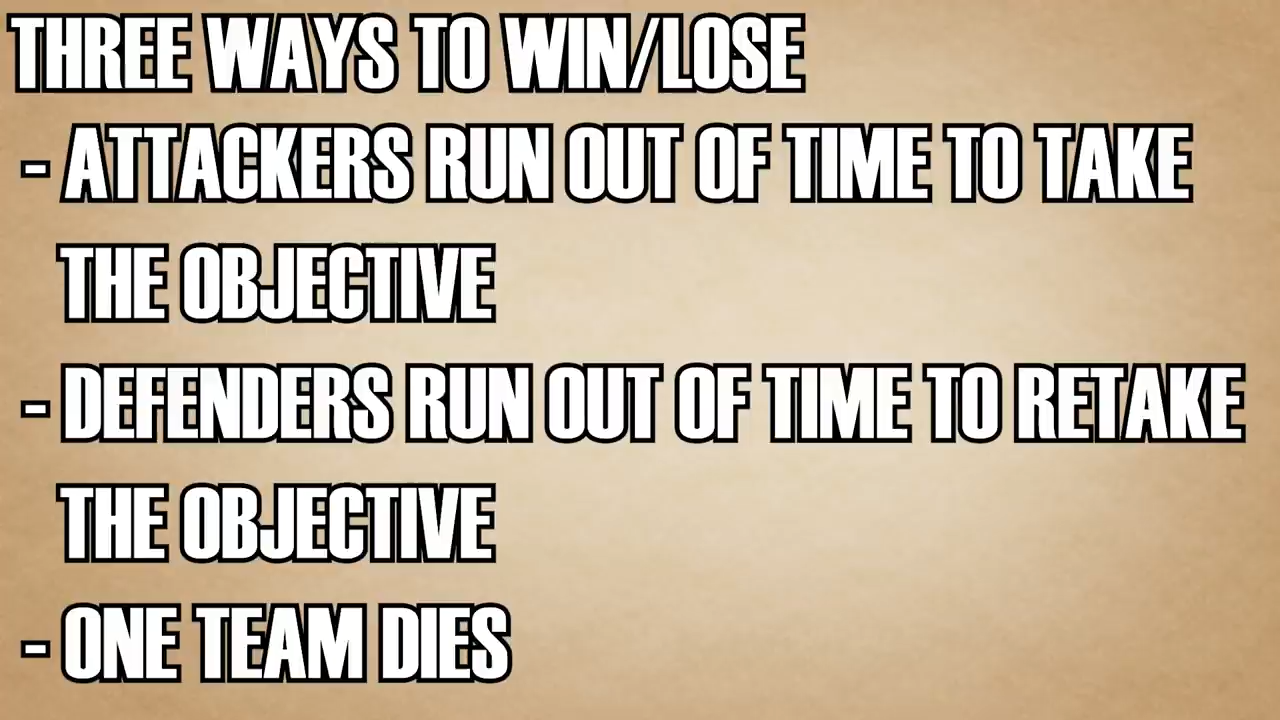 THREE WAYS TO WIN/LOSE
- ATTACKERS RUN OUT OF TIME TO TAKE
THE OBJECTIVE
- DEFENDERS RUN OUT OF TIME TO RETAKE
THE OBJECTIVE
- ONE TEAM DIES